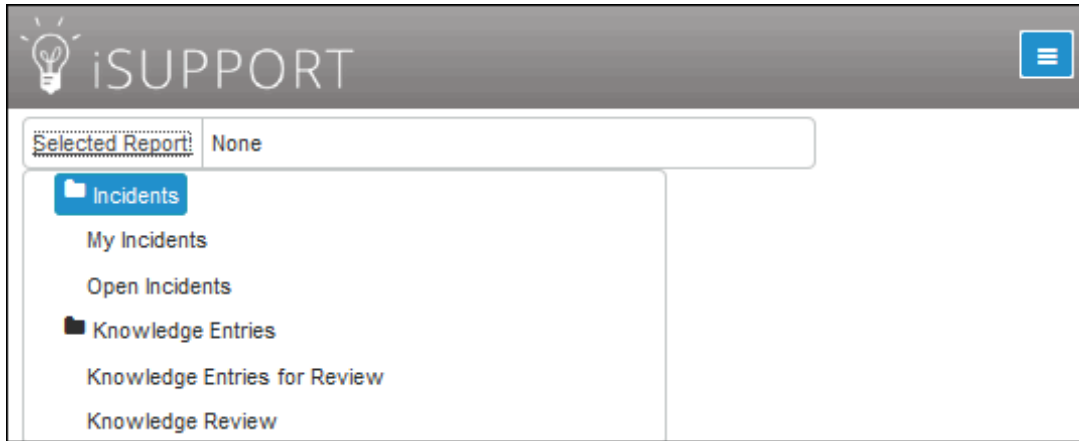 iSUPPORT
Selected Report: None
Incidents
My Incidents
Open Incidents
Knowledge Entries
Knowledge Entries for Review
Knowledge Review